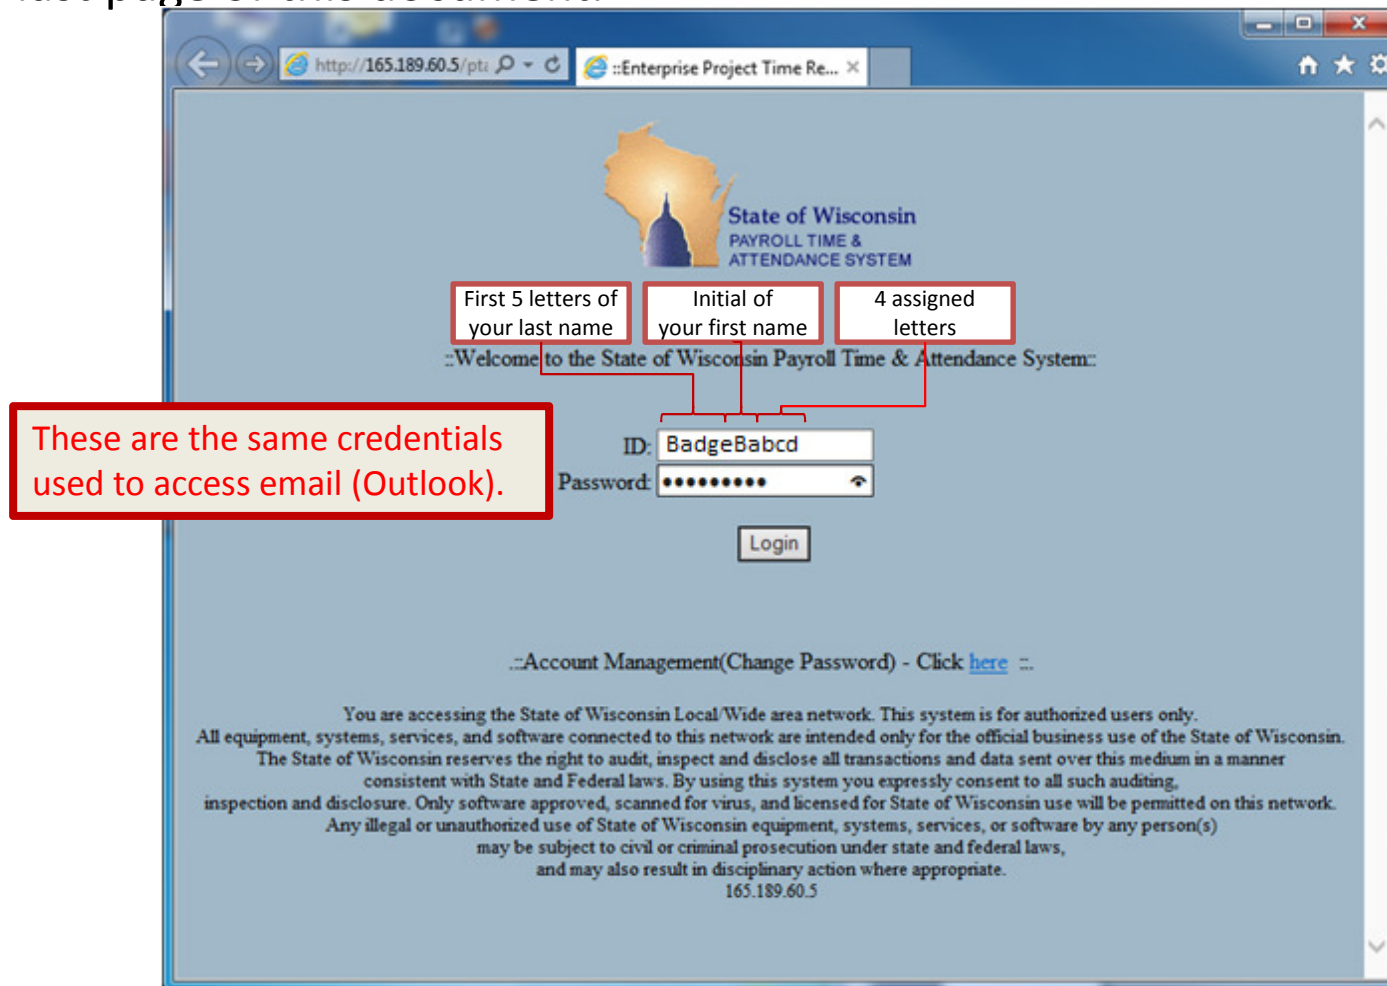 last page of this document.
http://165.189.60.5/pta
::Enterprise Project Time Re...
State of Wisconsin
PAYROLL TIME &
ATTENDANCE SYSTEM
First 5 letters of
your last name
Initial of
your first name
4 assigned
letters
::Welcome to the State of Wisconsin Payroll Time & Attendance System::
These are the same credentials
used to access email (Outlook).
ID: BadgeBabcd
Password: •••••••••
Login
.::Account Management(Change Password) - Click here ::.
You are accessing the State of Wisconsin Local/Wide area network. This system is for authorized users only.
All equipment, systems, services, and software connected to this network are intended only for the official business use of the State of Wisconsin.
The State of Wisconsin reserves the right to audit, inspect and disclose all transactions and data sent over this medium in a manner
consistent with State and Federal laws. By using this system you expressly consent to all such auditing,
inspection and disclosure. Only software approved, scanned for virus, and licensed for State of Wisconsin use will be permitted on this network.
Any illegal or unauthorized use of State of Wisconsin equipment, systems, services, or software by any person(s)
may be subject to civil or criminal prosecution under state and federal laws,
and may also result in disciplinary action where appropriate.
165.189.60.5